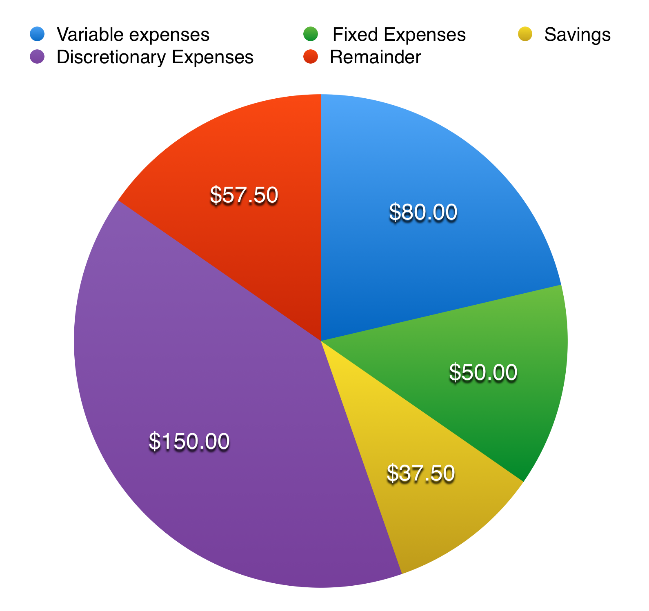 Variable expenses Fixed Expenses Savings
Discretionary Expenses Remainder
$57.50
$80.00
$50.00
$150.00
$37.50